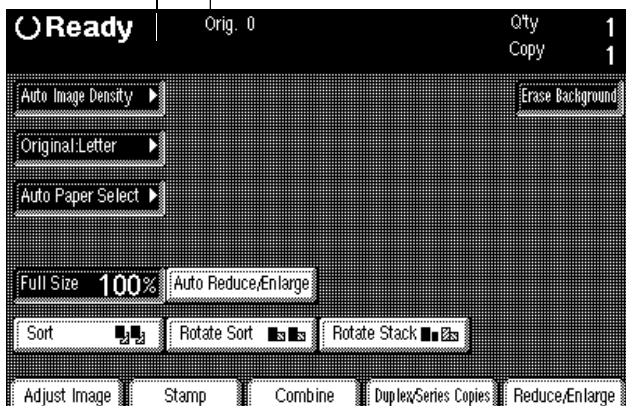 Ready Orig. 0 Q'ty 1
Copy 1
Auto Image Density Erase Background
Original:Letter
Auto Paper Select
Full Size 100% Auto Reduce/Enlarge
Sort Rotate Sort Rotate Stack
Adjust Image Stamp Combine Duplex/Series Copies Reduce/Enlarge